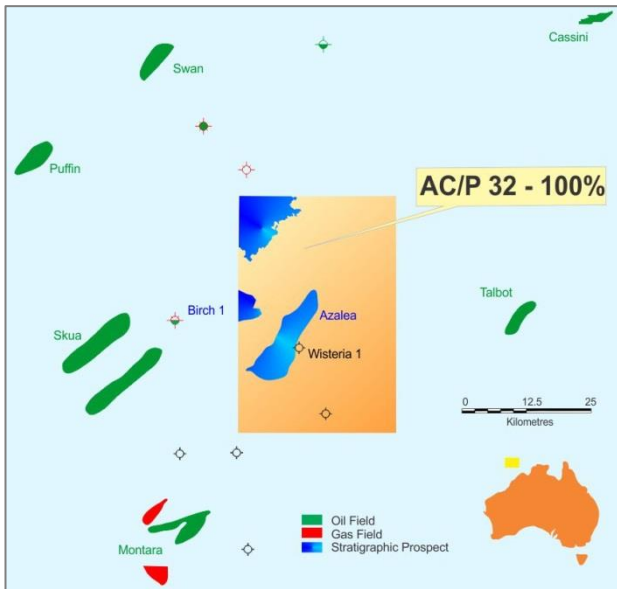 Cassini
Swan
Puffin
AC/P 32 - 100%
Talbot
Birch 1
Azalea
Skua
Wisteria 1
0 12.5 25
Kilometres
Oil Field
Gas Field
Stratigraphic Prospect
Montara